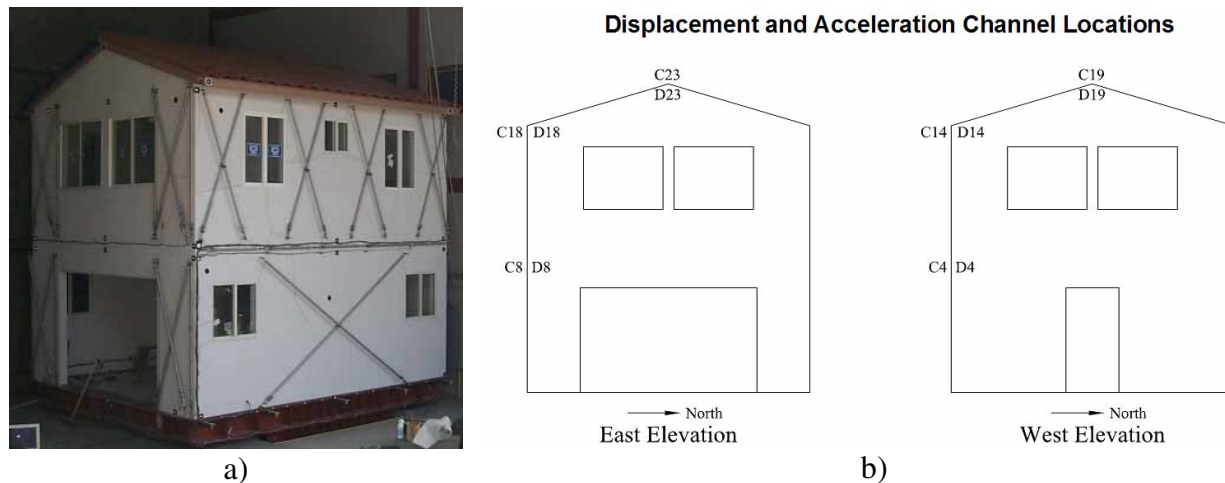 Displacement and Acceleration Channel Locations
C23
D23
C18 D18
C8 D8
North
East Elevation
C19
D19
C14 D14
C4 D4
North
West Elevation
a)
b)